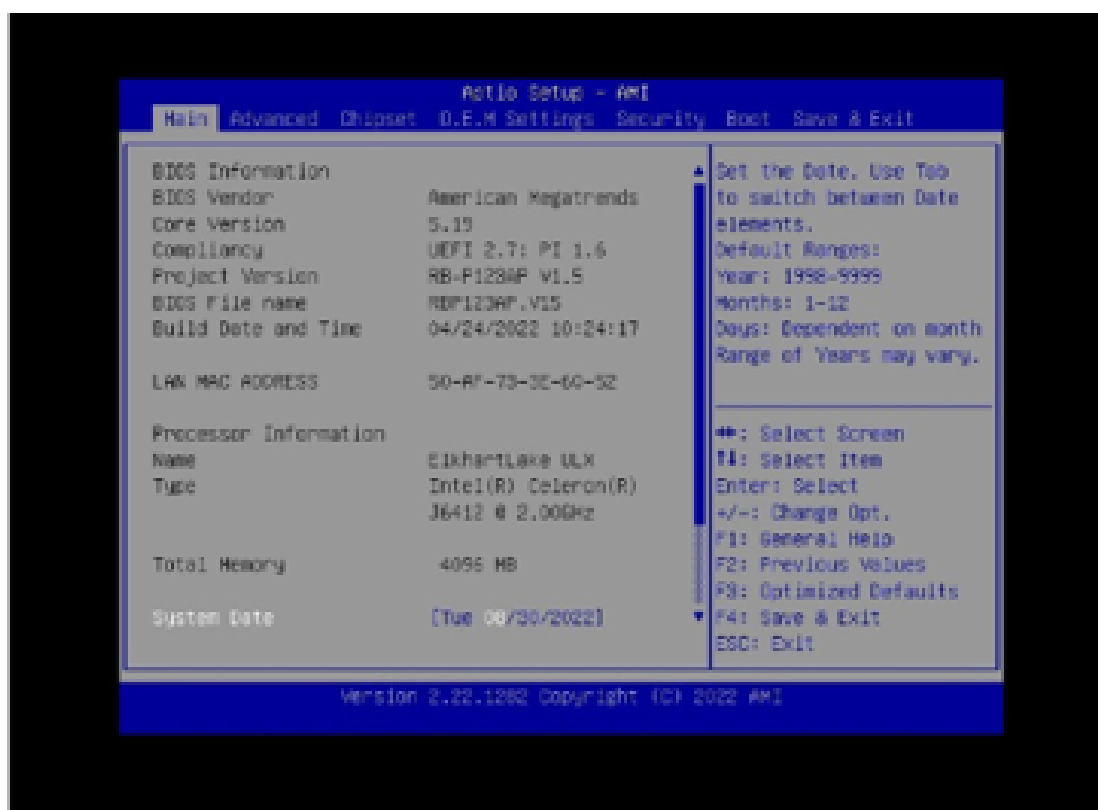 Aptio Setup - AMI
Main Advanced Chipset O.E.M Settings Security Boot Save & Exit
BIOS Information
BIOS Vendor American Megatrends
Core Version 5.19
Compliancy UEFI 2.7; PI 1.6
Project Version RB-P123AP V1.5
BIOS File name RBP123AP.V15
Build Date and Time 04/24/2022 10:24:17
LAN MAC ADDRESS
Processor Information
Name ElkhartLake ULX
Type Intel(R) Celeron(R)
J6412 @ 2.00GHz
Total Memory 4096 MB
System Date [Tue 08/30/2022]
Set the Date. Use Tab
to switch between Date
elements.
Default Ranges:
Year: 1998-9999
Months: 1-12
Days: Dependent on month
Range of Years may vary.
: Select Screen
↑↓: Select Item
Enter: Select
+/-: Change Opt.
F1: General Help
F2: Previous Values
F3: Optimized Defaults
F4: Save & Exit
ESC: Exit
Version 2.22.1282 Copyright (C) 2022 AMI